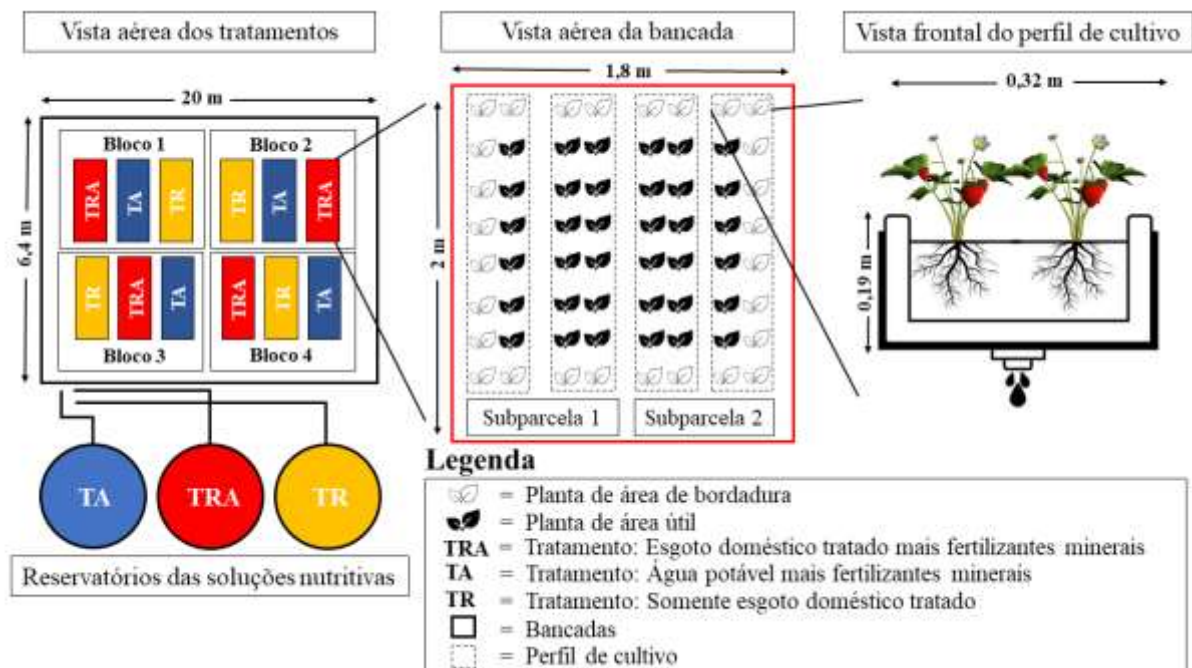 Vista aérea dos tratamentos
20 m
6,4 m
Bloco 1
TRA
TA
TR
Bloco 2
TR
TA
TRA
TR
TRA
TA
Bloco 3
TRA
TR
TA
Bloco 4
TA
TRA
TR
Reservatórios das soluções nutritivas
Vista aérea da bancada
1,8 m
2 m
Subparcela 1
Subparcela 2
Vista frontal do perfil de cultivo
0,32 m
0,19 m
Legenda
= Planta de área de bordadura
= Planta de área útil
TRA = Tratamento: Esgoto doméstico tratado mais fertilizantes minerais
TA = Tratamento: Água potável mais fertilizantes minerais
TR = Tratamento: Somente esgoto doméstico tratado
= Bancadas
= Perfil de cultivo